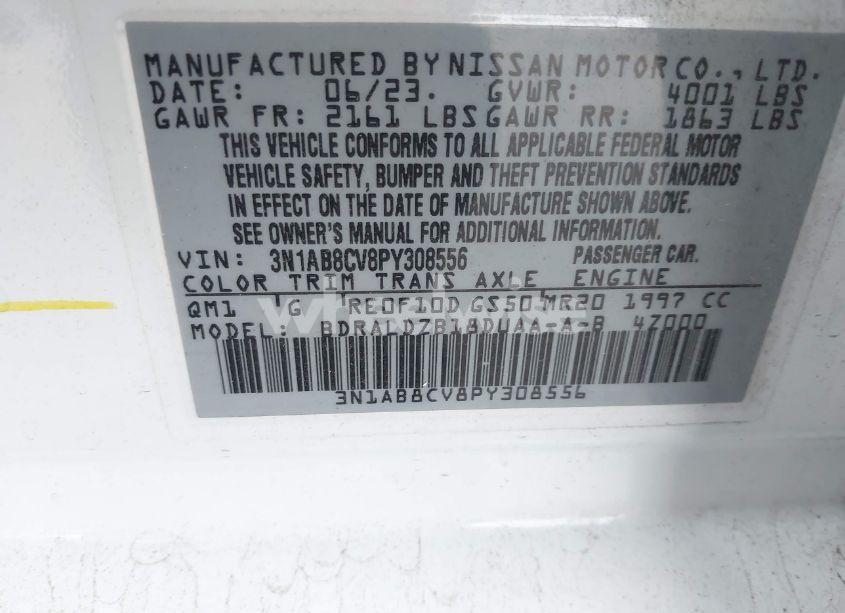 MANUFACTURED BY NISSAN MOTOR CO., LTD.
DATE: 06/23. GVWR: 4001 LBS
GAWR FR: 2161 LBS GAWR RR: 1863 LBS
THIS VEHICLE CONFORMS TO ALL APPLICABLE FEDERAL MOTOR
VEHICLE SAFETY, BUMPER AND THEFT PREVENTION STANDARDS
IN EFFECT ON THE DATE OF MANUFACTURE SHOWN ABOVE.
SEE OWNER'S MANUAL FOR ADDITIONAL INFORMATION.
VIN: 3N1AB8CV8PY308556 PASSENGER CAR.
COLOR TRIM TRANS AXLE ENGINE
QM1 G RE0F10D GS50 MR20 1997 CC
MODEL: BDRALDZB18DUAA-A-B 4Z000
3N1AB8CV8PY308556